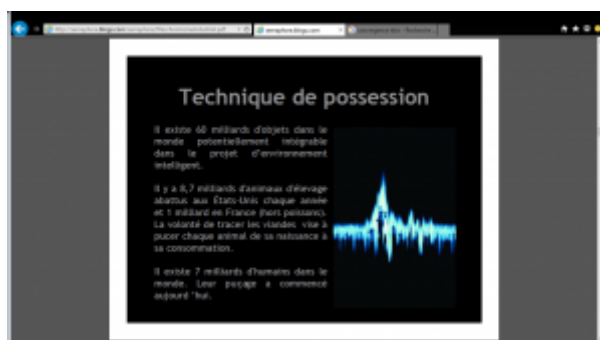 semaphore.blogs.com
Technique de possession
Il existe 60 milliards d'objets dans le
monde potentiellement intégrable
dans le projet d'environnement
intelligent.
Il y a 8,7 milliards d'animaux d'élevage
abattus aux États-Unis chaque année
et 1 milliard en France (hors poissons).
La volonté de tracer les viandes vise à
pucer chaque animal de sa naissance à
sa consommation.
Il existe 7 milliards d'humains dans le
monde. Leur puçage a commencé
aujourd 'hui.